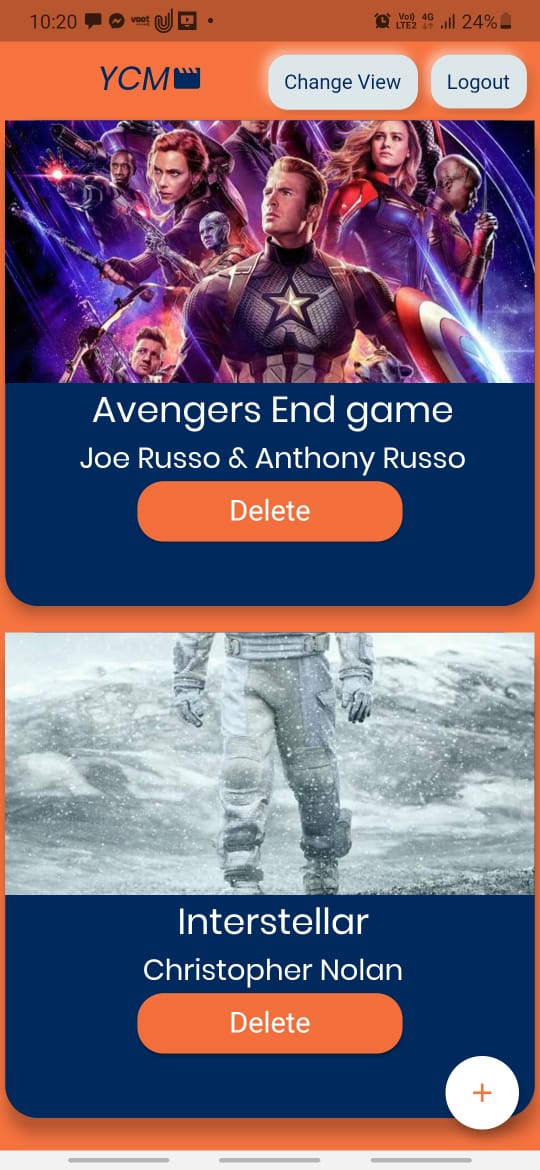 10:20 voot Vo)) 4G LTE2 24%
YCM Change View Logout
Avengers End game
Joe Russo & Anthony Russo
Delete
Interstellar
Christopher Nolan
Delete
+